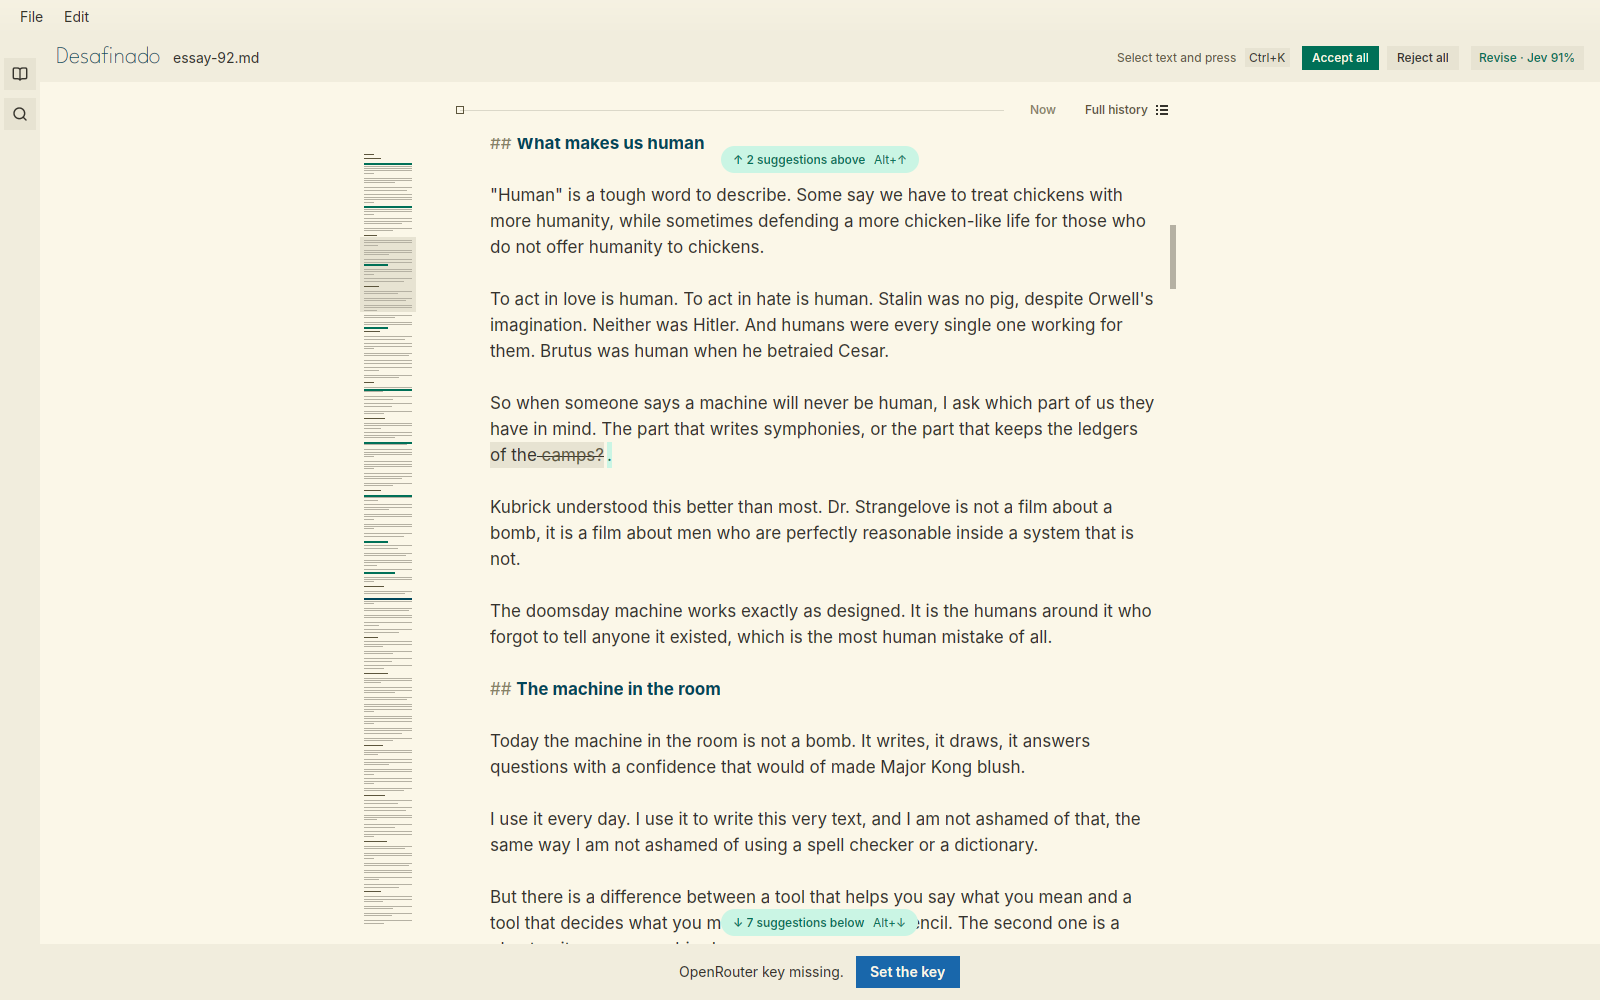 File Edit
Desafinado essay-92.md Select text and press Ctrl+K Accept all Reject all Revise · Jev 91%
Now Full history
## What makes us human
↑ 2 suggestions above Alt+↑
"Human" is a tough word to describe. Some say we have to treat chickens with
more humanity, while sometimes defending a more chicken-like life for those who
do not offer humanity to chickens.
To act in love is human. To act in hate is human. Stalin was no pig, despite Orwell's
imagination. Neither was Hitler. And humans were every single one working for
them. Brutus was human when he betraied Cesar.
So when someone says a machine will never be human, I ask which part of us they
have in mind. The part that writes symphonies, or the part that keeps the ledgers
of the camps? .
Kubrick understood this better than most. Dr. Strangelove is not a film about a
bomb, it is a film about men who are perfectly reasonable inside a system that is
not.
The doomsday machine works exactly as designed. It is the humans around it who
forgot to tell anyone it existed, which is the most human mistake of all.
## The machine in the room
Today the machine in the room is not a bomb. It writes, it draws, it answers
questions with a confidence that would of made Major Kong blush.
I use it every day. I use it to write this very text, and I am not ashamed of that, the
same way I am not ashamed of using a spell checker or a dictionary.
But there is a difference between a tool that helps you say what you mean and a
tool that decides what you The second one is a
↓ 7 suggestions below Alt+↓
OpenRouter key missing. Set the key